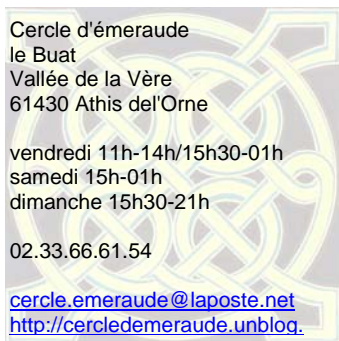 Cercle d'émeraude
le Buat
Vallée de la Vère
61430 Athis del'Orne
vendredi 11h-14h/15h30-01h
samedi 15h-01h
dimanche 15h30-21h
02.33.66.61.54
cercle.emeraude@laposte.net
http://cercledemeraude.unblog.